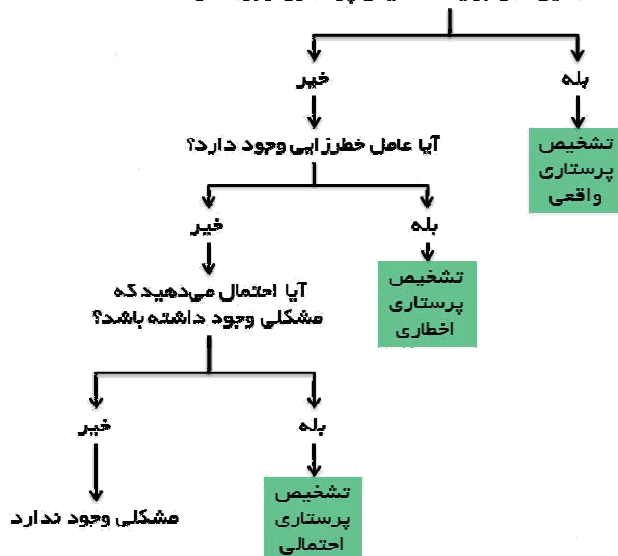 بله
خیر
تشخیص
پرستاری
واقعی
آیا عامل خطرزایی وجود دارد؟
بله
خیر
تشخیص
پرستاری
اخطاری
آیا احتمال می‌دهید که
مشکلی وجود داشته باشد؟
بله
خیر
تشخیص
پرستاری
احتمالی
مشکلی وجود ندارد